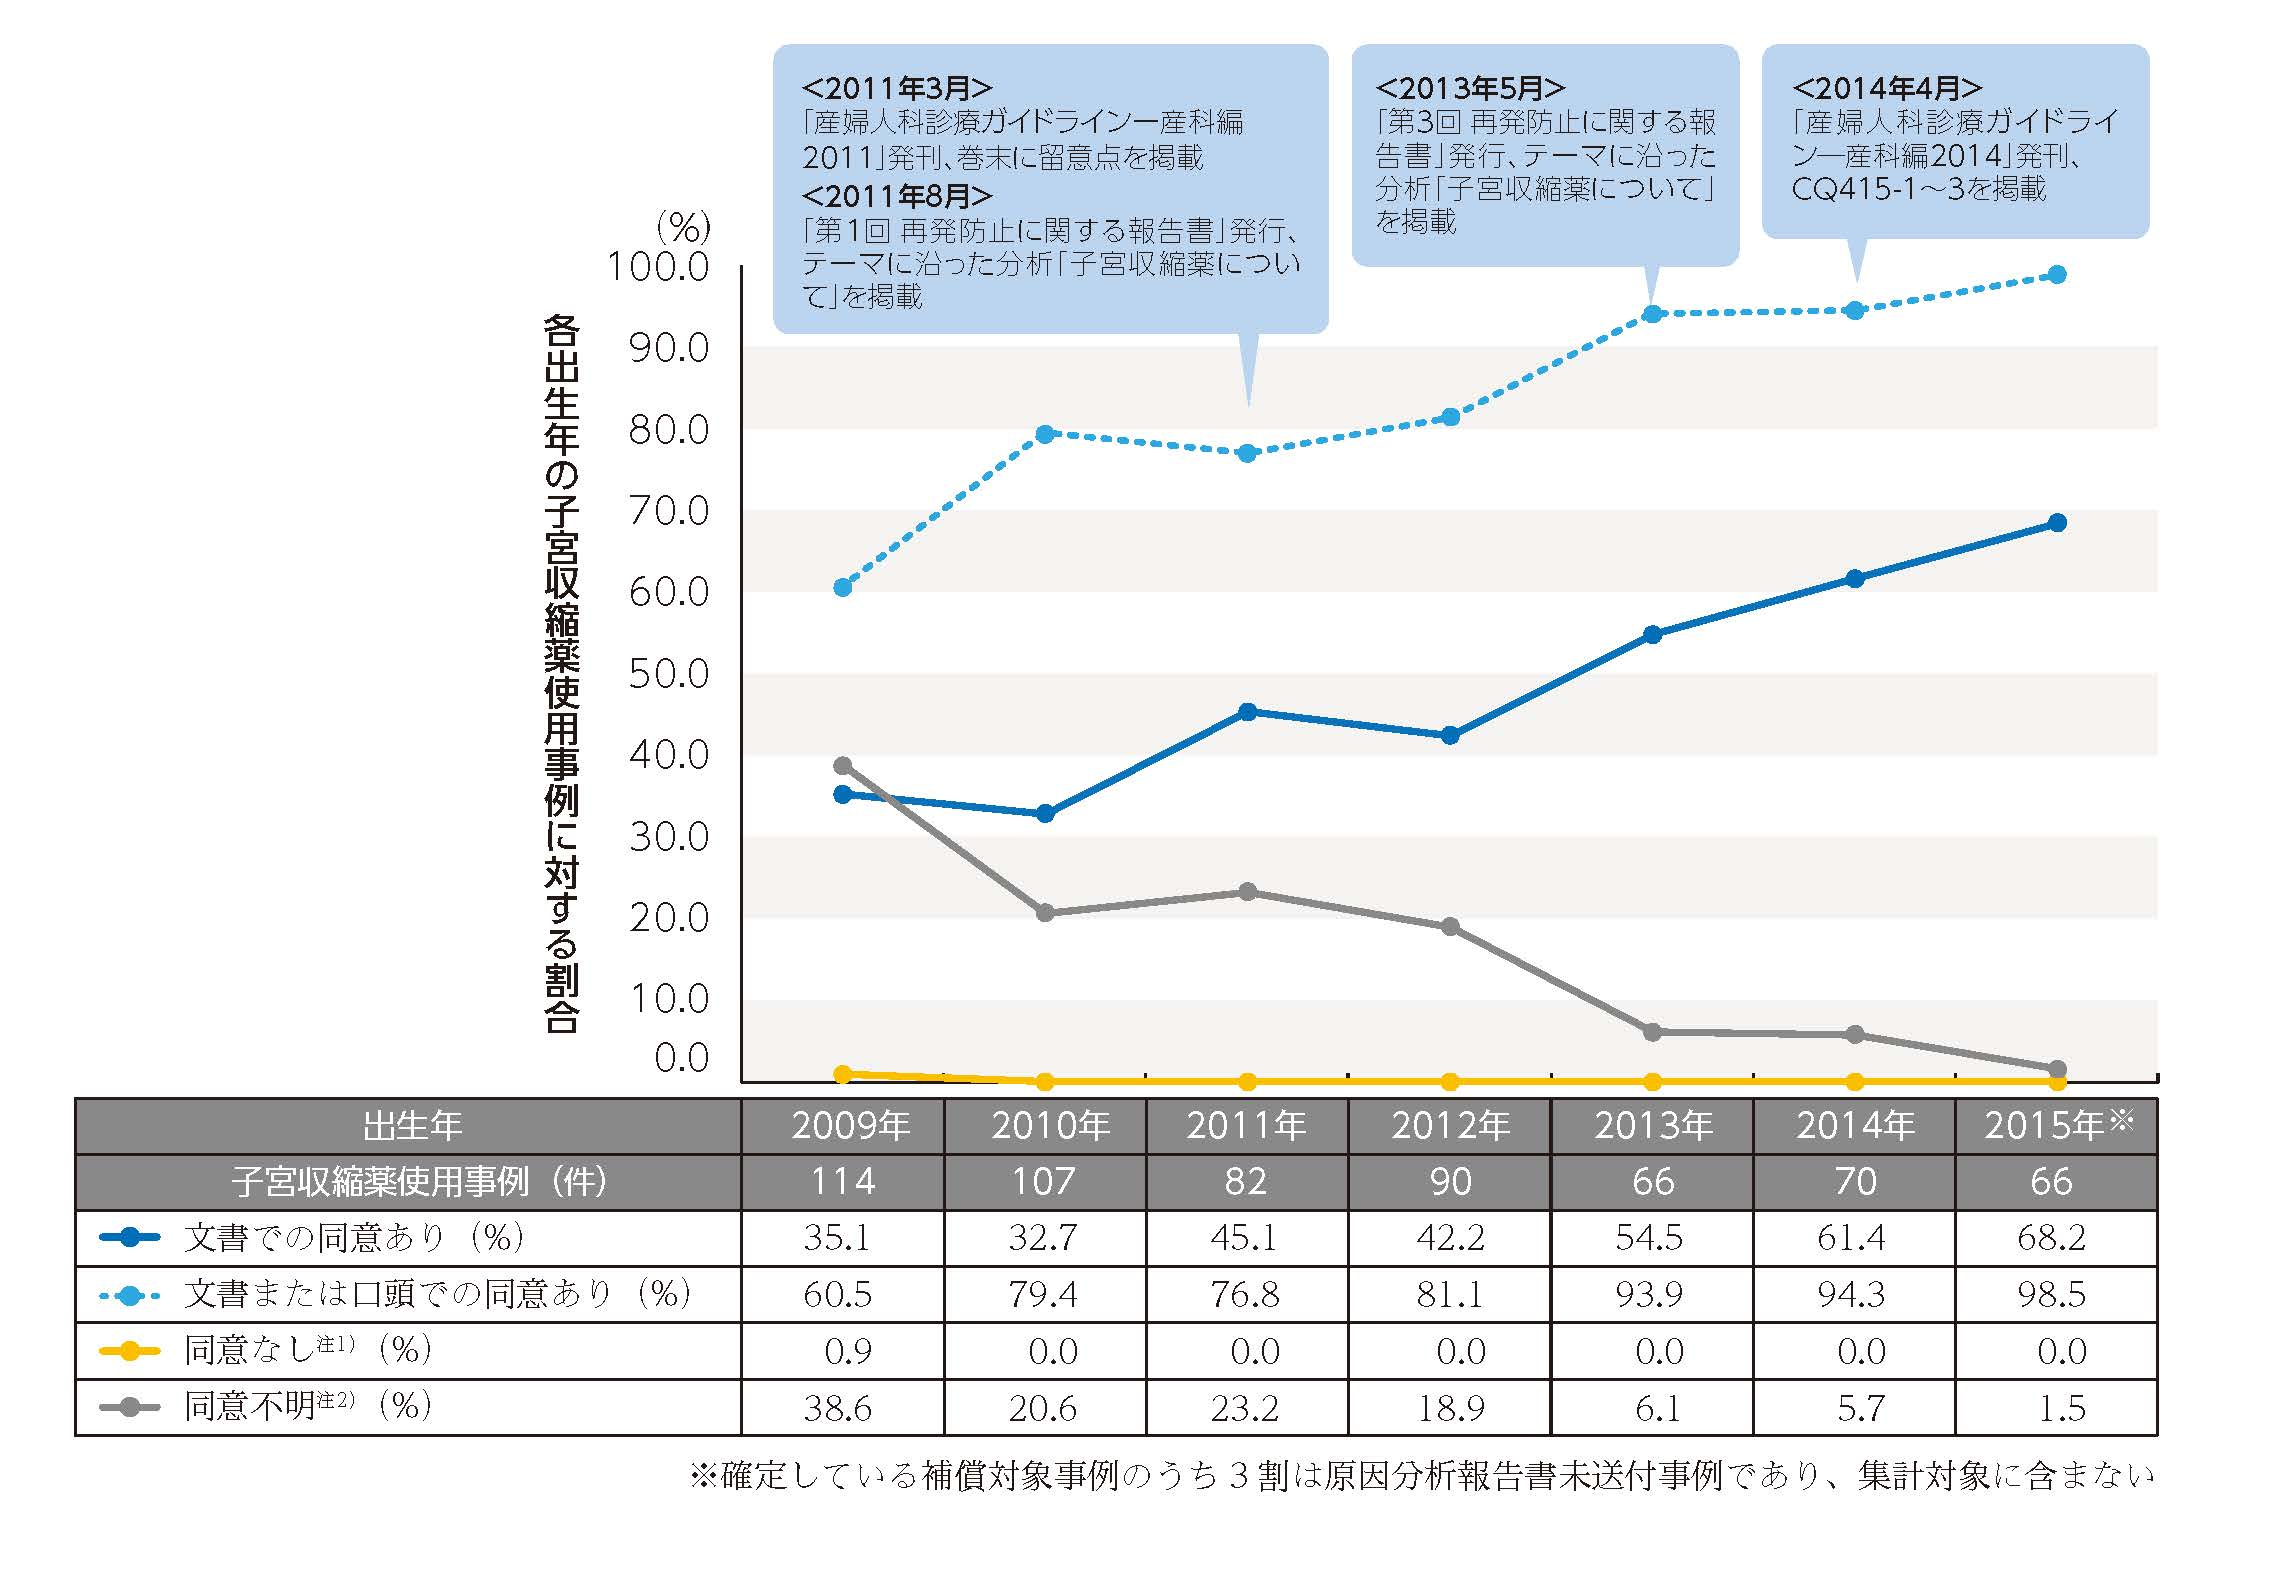 <2011年3月>
「産婦人科診療ガイドライン―産科編
2011」発刊、巻末に留意点を掲載
<2011年8月>
「第1回 再発防止に関する報告書」発行、
テーマに沿った分析「子宮収縮薬につい
て」を掲載
<2013年5月>
「第3回 再発防止に関する報
告書」発行、テーマに沿った
分析「子宮収縮薬について」
を掲載
<2014年4月>
「産婦人科診療ガイドライ
ン―産科編2014」発刊、
CQ415-1～3を掲載
(%)
100.0
90.0
80.0
70.0
60.0
50.0
40.0
30.0
20.0
10.0
0.0
各出生年の子宮収縮薬使用事例に対する割合
出生年 2009年 2010年 2011年 2012年 2013年 2014年 2015年※
子宮収縮薬使用事例（件） 114 107 82 90 66 70 66
文書での同意あり（%） 35.1 32.7 45.1 42.2 54.5 61.4 68.2
文書または口頭での同意あり（%） 60.5 79.4 76.8 81.1 93.9 94.3 98.5
同意なし注1）（%） 0.9 0.0 0.0 0.0 0.0 0.0 0.0
同意不明注2）（%） 38.6 20.6 23.2 18.9 6.1 5.7 1.5
※確定している補償対象事例のうち3割は原因分析報告書未送付事例であり、集計対象に含まない